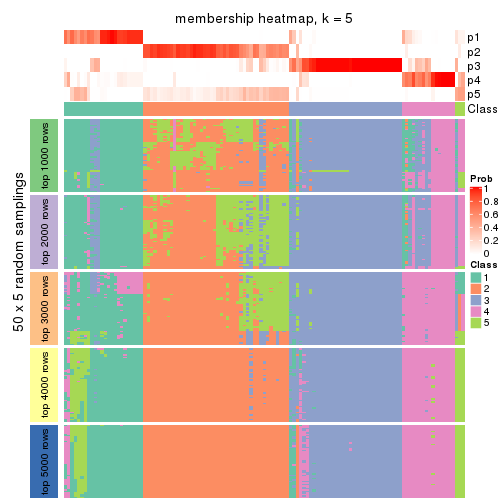 membership heatmap, k = 5
p1
p2
p3
p4
p5
Class
50 x 5 random samplings
top 1000 rows
top 2000 rows
top 3000 rows
top 4000 rows
top 5000 rows
Prob
1
0.8
0.6
0.4
0.2
0
Class
1
2
3
4
5